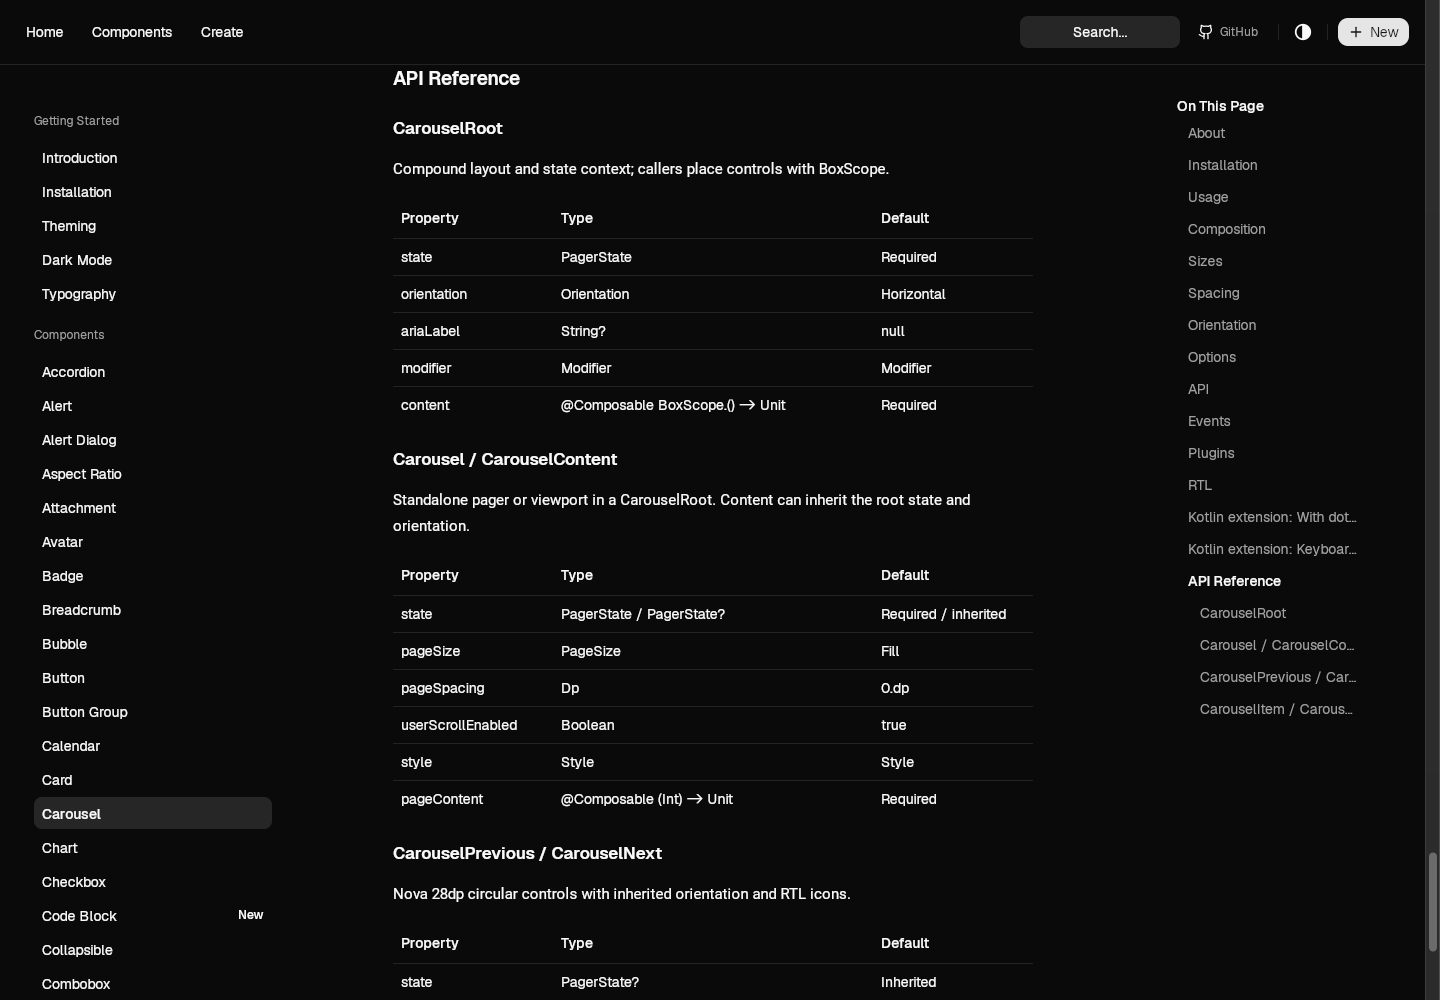 Home
Components
Create
Search...
GitHub
New
Getting Started
Introduction
Installation
Theming
Dark Mode
Typography
Components
Accordion
Alert
Alert Dialog
Aspect Ratio
Attachment
Avatar
Badge
Breadcrumb
Bubble
Button
Button Group
Calendar
Card
Carousel
Chart
Checkbox
Code Block New
Collapsible
Combobox
API Reference
CarouselRoot
Compound layout and state context; callers place controls with BoxScope.
Property Type Default
state PagerState Required
orientation Orientation Horizontal
ariaLabel String? null
modifier Modifier Modifier
content @Composable BoxScope.() -> Unit Required
Carousel / CarouselContent
Standalone pager or viewport in a CarouselRoot. Content can inherit the root state and
orientation.
Property Type Default
state PagerState / PagerState? Required / inherited
pageSize PageSize Fill
pageSpacing Dp 0.dp
userScrollEnabled Boolean true
style Style Style
pageContent @Composable (Int) -> Unit Required
CarouselPrevious / CarouselNext
Nova 28dp circular controls with inherited orientation and RTL icons.
Property Type Default
state PagerState? Inherited
On This Page
About
Installation
Usage
Composition
Sizes
Spacing
Orientation
Options
API
Events
Plugins
RTL
Kotlin extension: With dot...
Kotlin extension: Keyboar...
API Reference
CarouselRoot
Carousel / CarouselCo...
CarouselPrevious / Car...
CarouselItem / Carous...